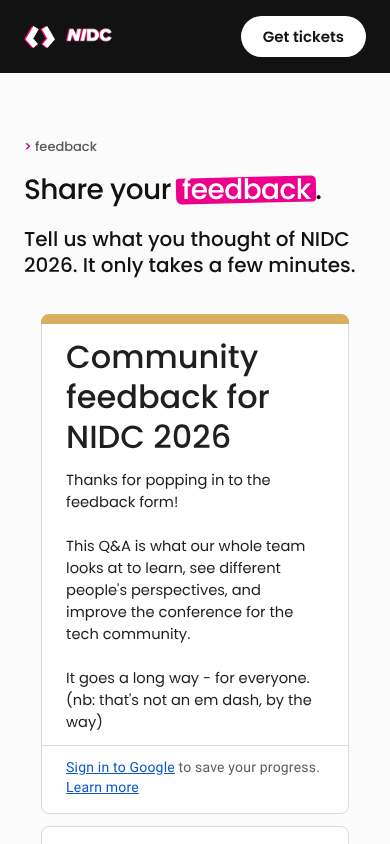 NIDC
Get tickets
> feedback
Share your feedback.
Tell us what you thought of NIDC
2026. It only takes a few minutes.
Community
feedback for
NIDC 2026
Thanks for popping in to the
feedback form!
This Q&A is what our whole team
looks at to learn, see different
people's perspectives, and
improve the conference for the
tech community.
It goes a long way - for everyone.
(nb: that's not an em dash, by the
way)
Sign in to Google to save your progress.
Learn more